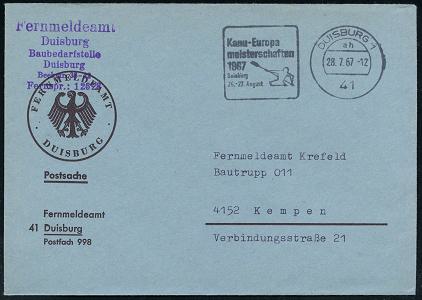 Fernmeldeamt
Duisburg
Baubedarfstelle
Duisburg
Fernspr.:
FERNMELDEAMT
DUISBURG
Postsache
Fernmeldeamt
41 Duisburg
Postfach 998
Kanu-Europa
meisterschaften
1967
Duisburg
25.-27. August
DUISBURG 1
ah
28.7.67-12
41
Fernmeldeamt Krefeld
Bautrupp 011
4152 Kempen
Verbindungsstraße 21